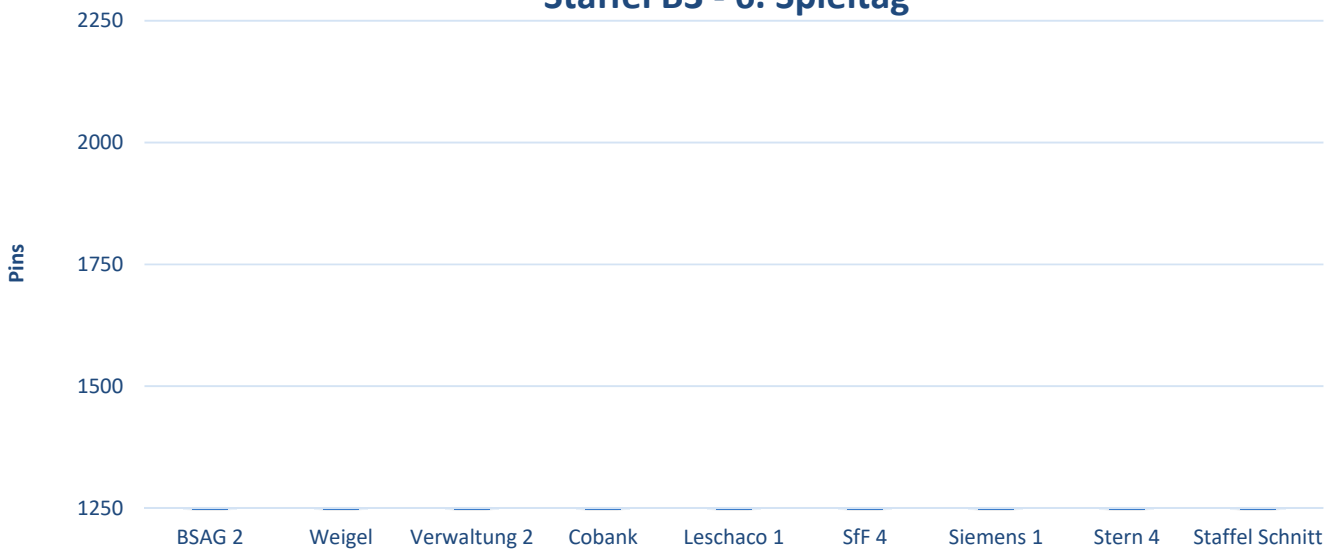 Staffel B3 - 6. Spieltag
2250
2000
1750
1500
1250
Pins
BSAG 2
Weigel
Verwaltung 2
Cobank
Leschaco 1
SfF 4
Siemens 1
Stern 4
Staffel Schnitt